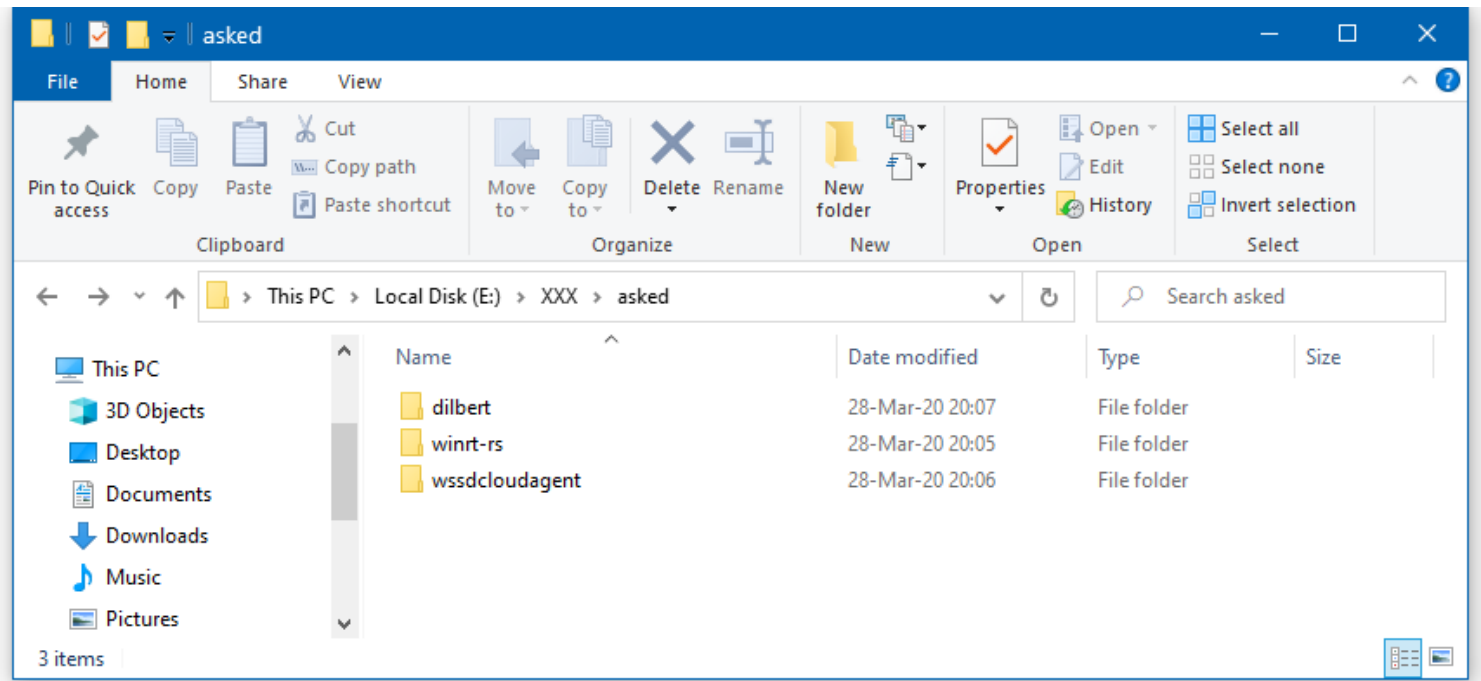 asked
File Home Share View
Pin to Quick access
Copy
Paste
Cut
Copy path
Paste shortcut
Clipboard
Move to
Copy to
Delete
Rename
Organize
New folder
New
Properties
Open
Edit
History
Open
Select all
Select none
Invert selection
Select
This PC > Local Disk (E:) > XXX > asked
Search asked
This PC
3D Objects
Desktop
Documents
Downloads
Music
Pictures
Name Date modified Type Size
dilbert 28-Mar-20 20:07 File folder
winrt-rs 28-Mar-20 20:05 File folder
wssdcloudagent 28-Mar-20 20:06 File folder
3 items